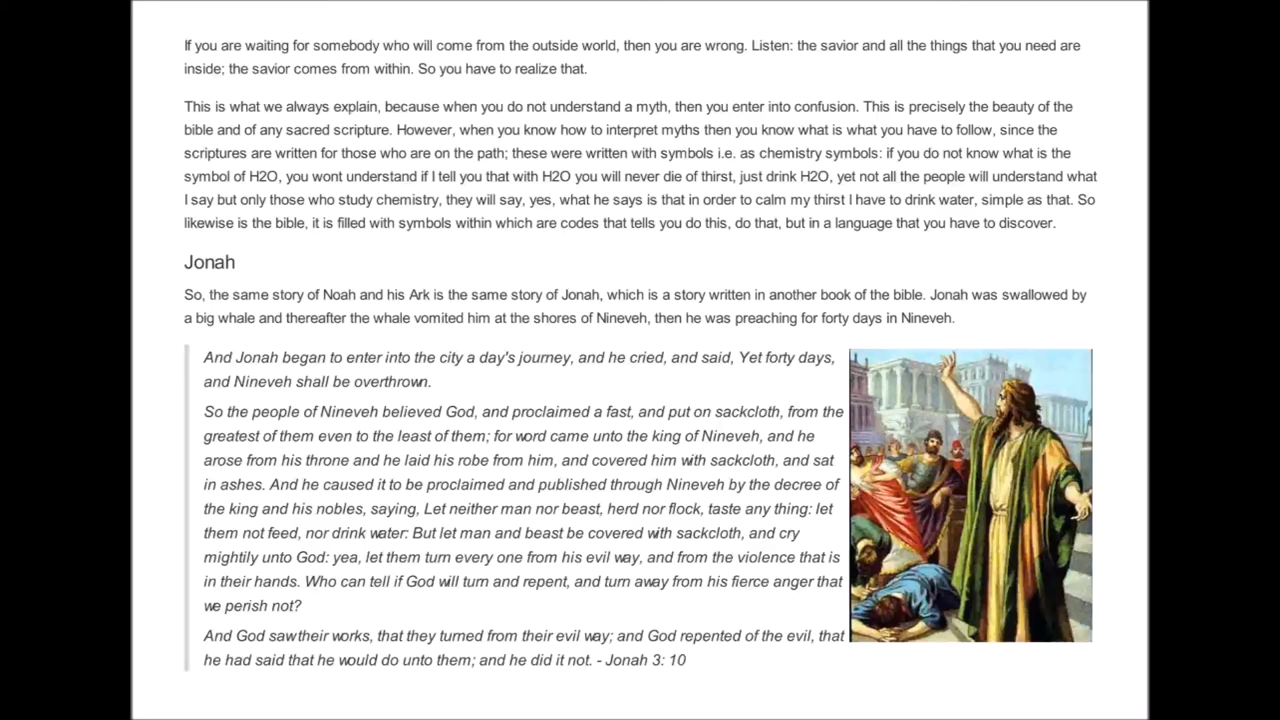 If you are waiting for somebody who will come from the outside world, then you are wrong. Listen: the savior and all the things that you need are
inside; the savior comes from within. So you have to realize that.
This is what we always explain, because when you do not understand a myth, then you enter into confusion. This is precisely the beauty of the
bible and of any sacred scripture. However, when you know how to interpret myths then you know what is what you have to follow, since the
scriptures are written for those who are on the path; these were written with symbols i.e. as chemistry symbols: if you do not know what is the
symbol of H2O, you wont understand if I tell you that with H2O you will never die of thirst, just drink H2O, yet not all the people will understand what
I say but only those who study chemistry, they will say, yes, what he says is that in order to calm my thirst I have to drink water, simple as that. So
likewise is the bible, it is filled with symbols within which are codes that tells you do this, do that, but in a language that you have to discover.
Jonah
So, the same story of Noah and his Ark is the same story of Jonah, which is a story written in another book of the bible. Jonah was swallowed by
a big whale and thereafter the whale vomited him at the shores of Nineveh, then he was preaching for forty days in Nineveh.
And Jonah began to enter into the city a day's journey, and he cried, and said, Yet forty days,
and Nineveh shall be overthrown.
So the people of Nineveh believed God, and proclaimed a fast, and put on sackcloth, from the
greatest of them even to the least of them; for word came unto the king of Nineveh, and he
arose from his throne and he laid his robe from him, and covered him with sackcloth, and sat
in ashes. And he caused it to be proclaimed and published through Nineveh by the decree of
the king and his nobles, saying, Let neither man nor beast, herd nor flock, taste any thing: let
them not feed, nor drink water: But let man and beast be covered with sackcloth, and cry
mightily unto God: yea, let them turn every one from his evil way, and from the violence that is
in their hands. Who can tell if God will turn and repent, and turn away from his fierce anger that
we perish not?
And God saw their works, that they turned from their evil way; and God repented of the evil, that
he had said that he would do unto them; and he did it not. - Jonah 3: 10